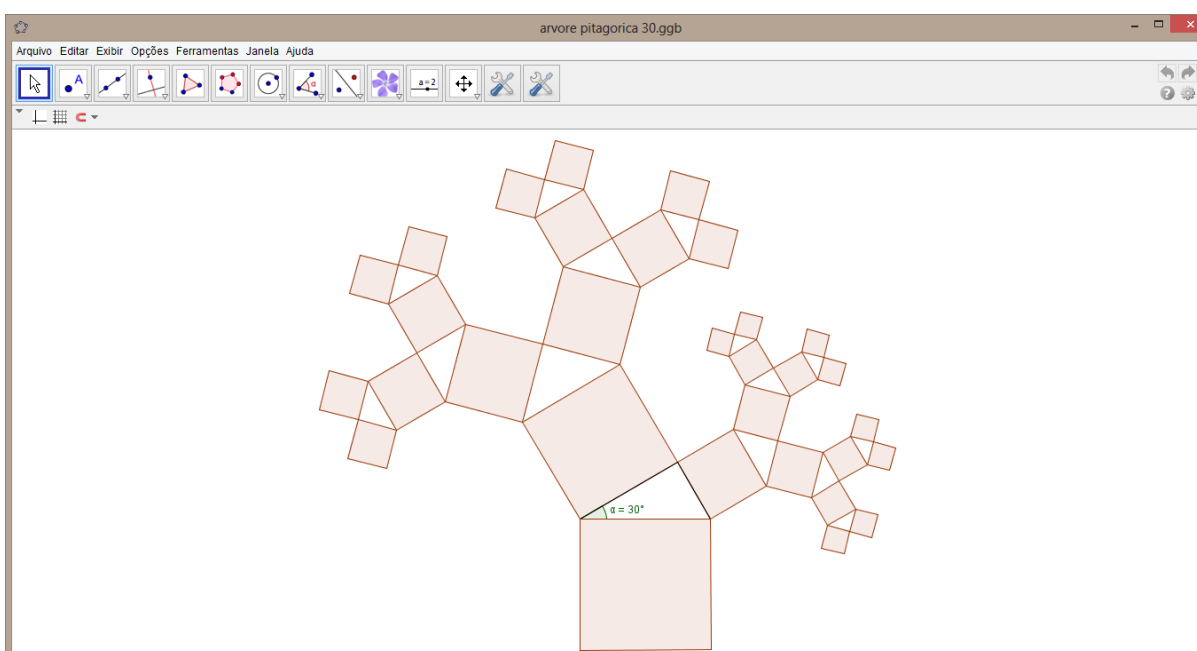 arvore pitagorica 30.ggb
Arquivo Editar Exibir Opções Ferramentas Janela Ajuda
A
α
a=2
α = 30°